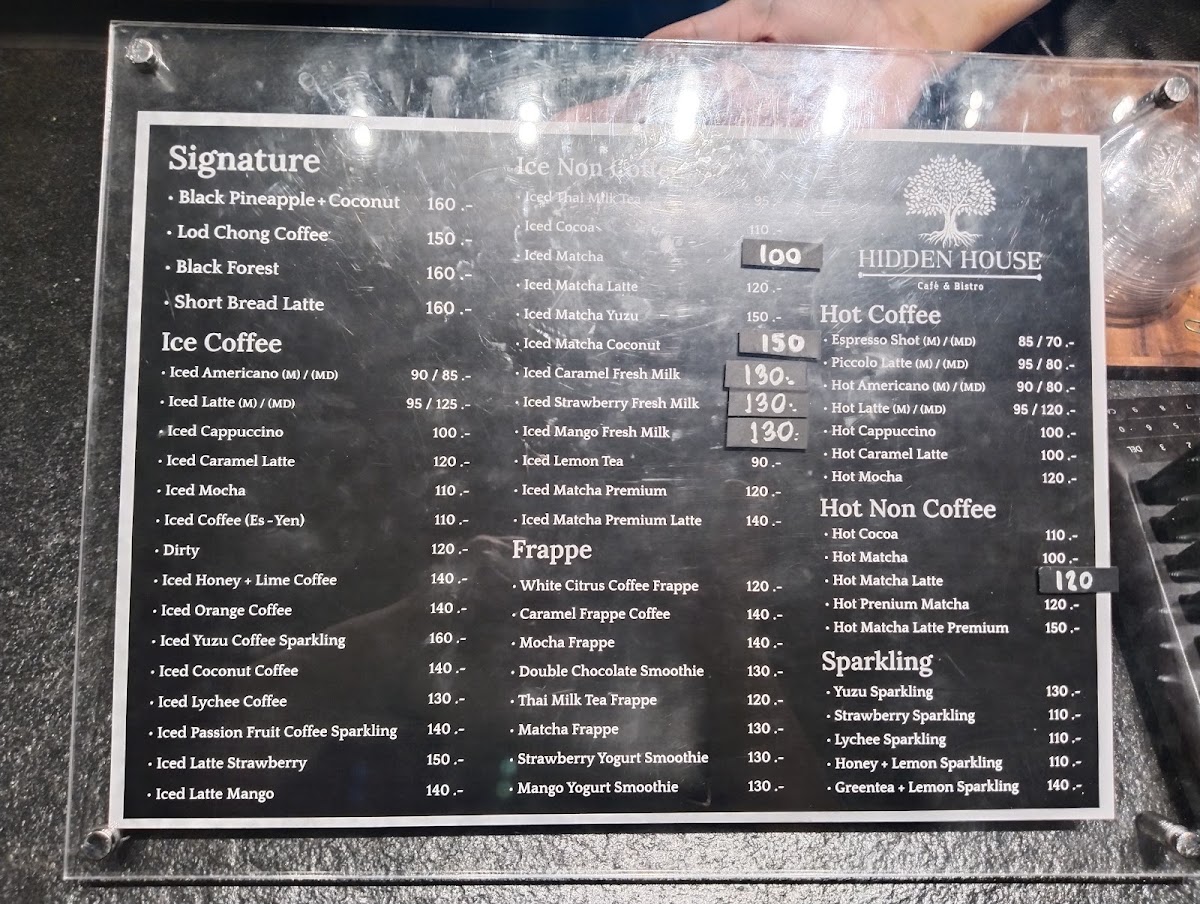 Signature
• Black Pineapple + Coconut 160 .-
• Lod Chong Coffee 150 .-
• Black Forest 160 .-
• Short Bread Latte 160 .-
Ice Coffee
• Iced Americano (M) / (MD) 90 / 85 .-
• Iced Latte (M) / (MD) 95 / 125 .-
• Iced Cappuccino 100 .-
• Iced Caramel Latte 120 .-
• Iced Mocha 110 .-
• Iced Coffee (Es - Yen) 110 .-
• Dirty 120 .-
• Iced Honey + Lime Coffee 140 .-
• Iced Orange Coffee 140 .-
• Iced Yuzu Coffee Sparkling 160 .-
• Iced Coconut Coffee 140 .-
• Iced Lychee Coffee 130 .-
• Iced Passion Fruit Coffee Sparkling 140 .-
• Iced Latte Strawberry 150 .-
• Iced Latte Mango 140 .-
Ice Non Coffee
• Iced Thai Milk Tea 95
• Iced Cocoa 110 .-
• Iced Matcha 100
• Iced Matcha Latte 120 .-
• Iced Matcha Yuzu 150 .-
• Iced Matcha Coconut 150
• Iced Caramel Fresh Milk 130.-
• Iced Strawberry Fresh Milk 130.-
• Iced Mango Fresh Milk 130.-
• Iced Lemon Tea 90 .-
• Iced Matcha Premium 120 .-
• Iced Matcha Premium Latte 140 .-
Frappe
• White Citrus Coffee Frappe 120 .-
• Caramel Frappe Coffee 140 .-
• Mocha Frappe 140 .-
• Double Chocolate Smoothie 130 .-
• Thai Milk Tea Frappe 120 .-
• Matcha Frappe 130 .-
• Strawberry Yogurt Smoothie 130 .-
• Mango Yogurt Smoothie 130 .-
HIDDEN HOUSE
Café & Bistro
Hot Coffee
• Espresso Shot (M) / (MD) 85 / 70 .-
• Piccolo Latte (M) / (MD) 95 / 80 .-
• Hot Americano (M) / (MD) 90 / 80 .-
• Hot Latte (M) / (MD) 95 / 120 .-
• Hot Cappuccino 100 .-
• Hot Caramel Latte 100 .-
• Hot Mocha 120 .-
Hot Non Coffee
• Hot Cocoa 110 .-
• Hot Matcha 100 .-
• Hot Matcha Latte 120
• Hot Prenium Matcha 120 .-
• Hot Matcha Latte Premium 150 .-
Sparkling
• Yuzu Sparkling 130 .-
• Strawberry Sparkling 110 .-
• Lychee Sparkling 110 .-
• Honey + Lemon Sparkling 110 .-
• Greentea + Lemon Sparkling 140 .-